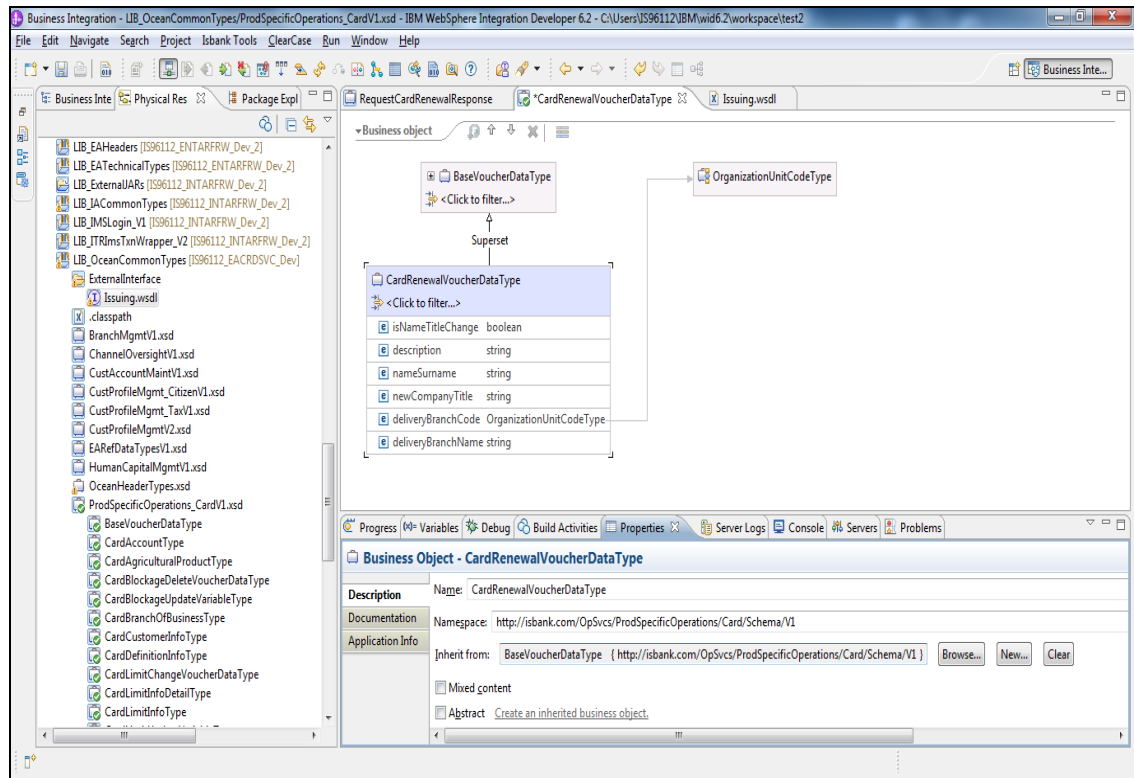 Business Integration - LIB_OceanCommonTypes/ProdSpecificOperations_CardV1.xsd - IBM WebSphere Integration Developer 6.2 - C:\Users\IS96112\IBM\wid6.2\workspace\test2
File Edit Navigate Search Project Isbank Tools ClearCase Run Window Help
Business Inte...
Business Inte Physical Res Package Expl
LIB_EAHeaders [IS96112_ENTARFRW_Dev_2]
LIB_EATechnicalTypes [IS96112_ENTARFRW_Dev_2]
LIB_ExternalJARs [IS96112_INTARFRW_Dev_2]
LIB_IACommonTypes [IS96112_INTARFRW_Dev_2]
LIB_IMSLogin_V1 [IS96112_INTARFRW_Dev_2]
LIB_ITRImsTxnWrapper_V2 [IS96112_INTARFRW_Dev_2]
LIB_OceanCommonTypes [IS96112_EACRDSVC_Dev]
ExternalInterface
Issuing.wsdl
.classpath
BranchMgmtV1.xsd
ChannelOversightV1.xsd
CustAccountMaintV1.xsd
CustProfileMgmt_CitizenV1.xsd
CustProfileMgmt_TaxV1.xsd
CustProfileMgmtV2.xsd
EARefDataTypesV1.xsd
HumanCapitalMgmtV1.xsd
OceanHeaderTypes.xsd
ProdSpecificOperations_CardV1.xsd
BaseVoucherDataType
CardAccountType
CardAgriculturalProductType
CardBlockageDeleteVoucherDataType
CardBlockageUpdateVariableType
CardBranchOfBusinessType
CardCustomerInfoType
CardDefinitionInfoType
CardLimitChangeVoucherDataType
CardLimitInfoDetailType
CardLimitInfoType
RequestCardRenewalResponse *CardRenewalVoucherDataType Issuing.wsdl
Business object
BaseVoucherDataType
<Click to filter...>
OrganizationUnitCodeType
Superset
CardRenewalVoucherDataType
<Click to filter...>
isNameTitleChange boolean
description string
nameSurname string
newCompanyTitle string
deliveryBranchCode OrganizationUnitCodeType
deliveryBranchName string
Progress Variables Debug Build Activities Properties Server Logs Console Servers Problems
Business Object - CardRenewalVoucherDataType
Description
Documentation
Application Info
Name: CardRenewalVoucherDataType
Namespace: http://isbank.com/OpSvcs/ProdSpecificOperations/Card/Schema/V1
Inherit from: BaseVoucherDataType { http://isbank.com/OpSvcs/ProdSpecificOperations/Card/Schema/V1 } Browse... New... Clear
Mixed content
Abstract Create an inherited business object.